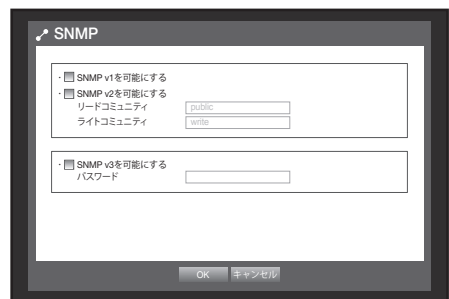 SNMP
・SNMP v1を可能にする
・SNMP v2を可能にする
リードコミュニティ public
ライトコミュニティ write
・SNMP v3を可能にする
パスワード
OK キャンセル